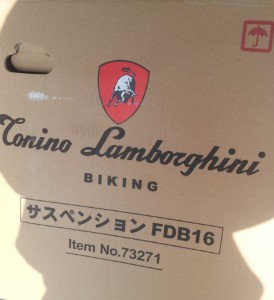 Tonino Lamborghini
BIKING
サスペンション FDB16
Item No.73271